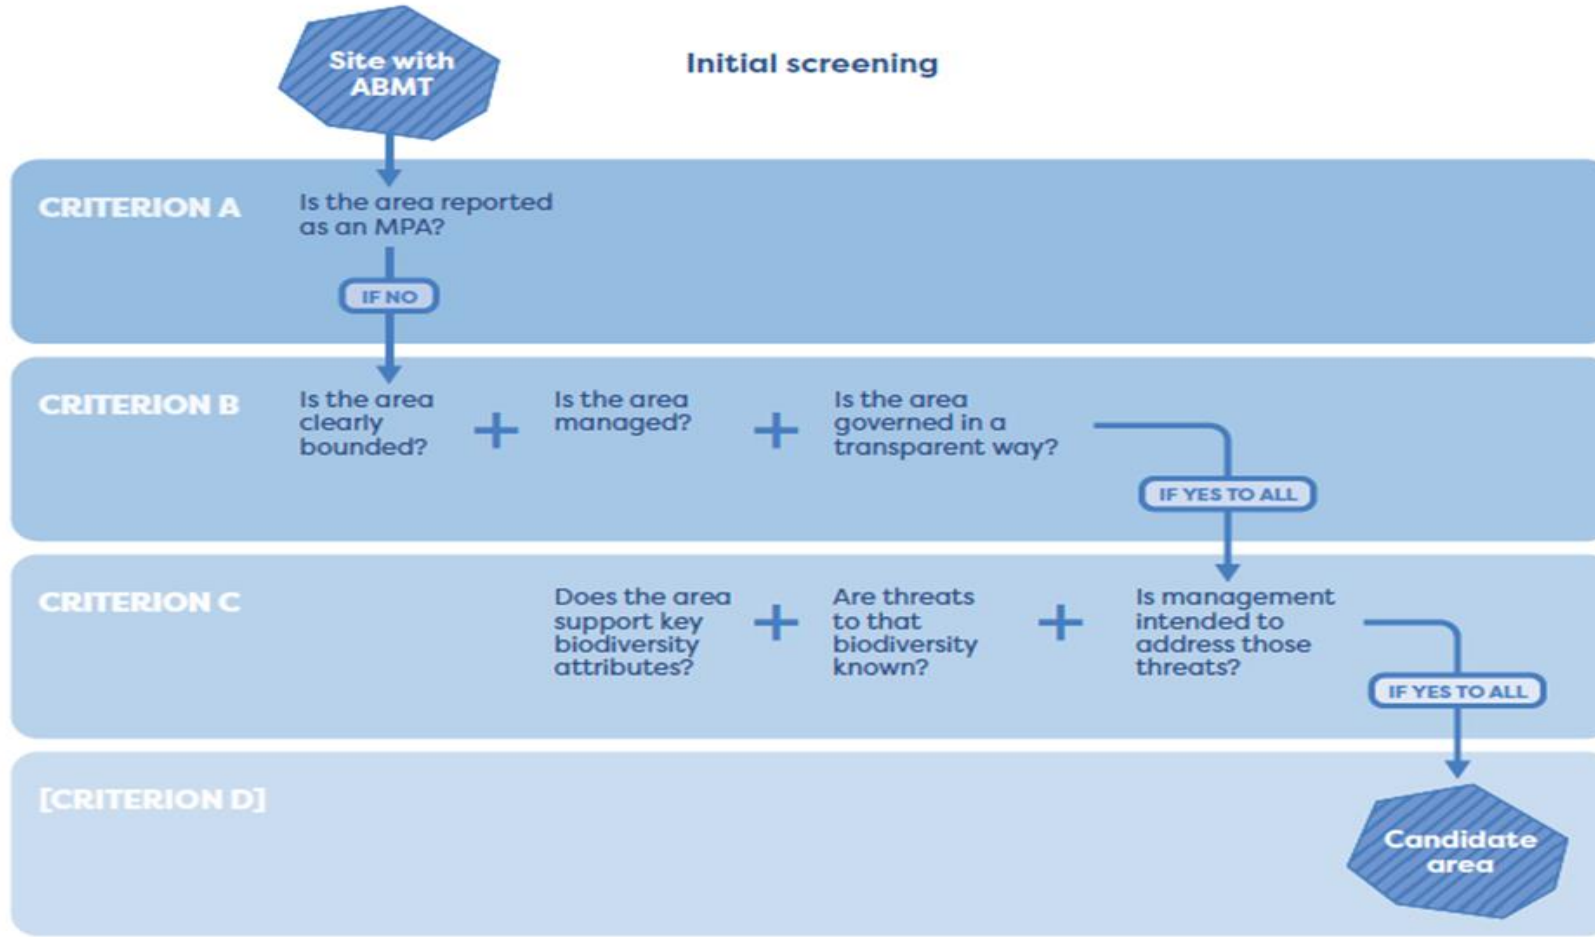 Site with
ABMT
Initial screening
CRITERION A
Is the area reported
as an MPA?
IF NO
CRITERION B
Is the area
clearly
bounded?
+
Is the area
managed?
+
Is the area
governed in a
transparent way?
IF YES TO ALL
CRITERION C
Does the area
support key
biodiversity
attributes?
+
Are threats
to that
biodiversity
known?
+
Is management
intended to
address those
threats?
IF YES TO ALL
[CRITERION D]
Candidate
area